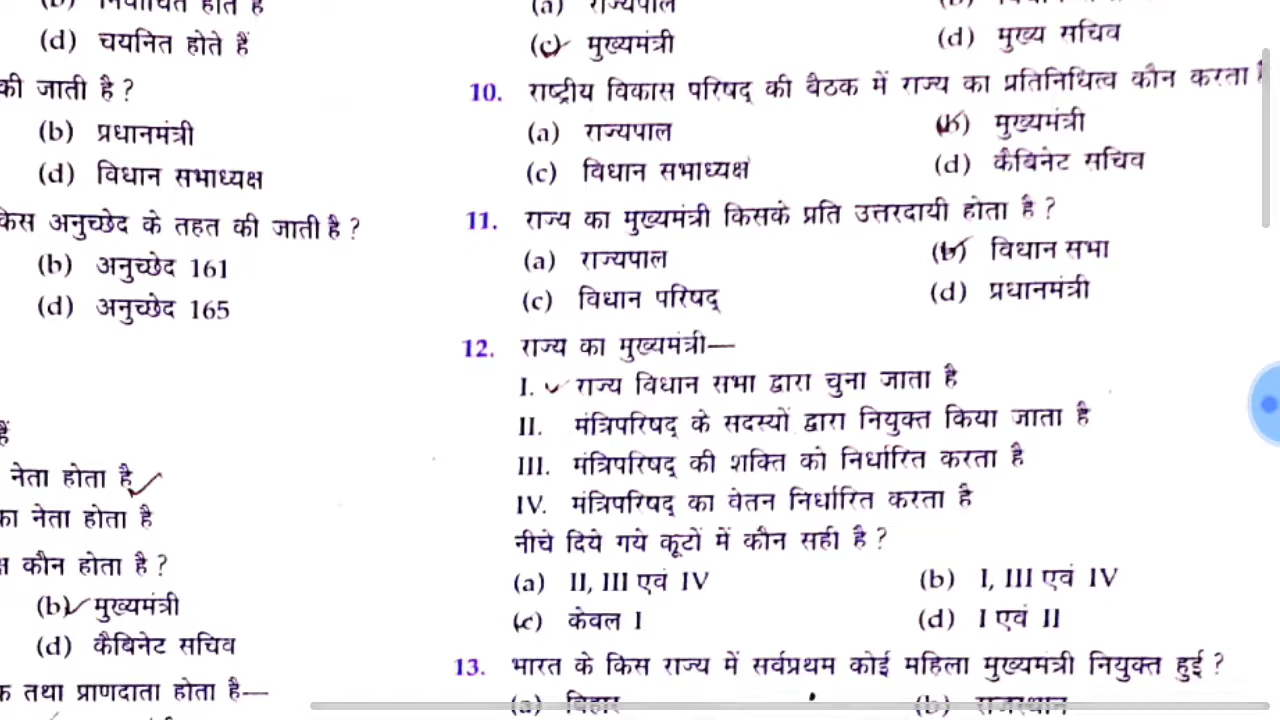 (d) चयनित होते हैं
की जाती है ?
(b) प्रधानमंत्री
(d) विधान सभाध्यक्ष
किस अनुच्छेद के तहत की जाती है ?
(b) अनुच्छेद 161
(d) अनुच्छेद 165
हैं
नेता होता है
का नेता होता है
कौन होता है ?
(b) मुख्यमंत्री
(d) कैबिनेट सचिव
तथा प्राणदाता होता है—
(a) राज्यपाल
(c) मुख्यमंत्री
(d) मुख्य सचिव
10. राष्ट्रीय विकास परिषद् की बैठक में राज्य का प्रतिनिधित्व कौन करता
(a) राज्यपाल
(b) मुख्यमंत्री
(c) विधान सभाध्यक्ष
(d) कैबिनेट सचिव
11. राज्य का मुख्यमंत्री किसके प्रति उत्तरदायी होता है ?
(a) राज्यपाल
(b) विधान सभा
(c) विधान परिषद्
(d) प्रधानमंत्री
12. राज्य का मुख्यमंत्री—
I. राज्य विधान सभा द्वारा चुना जाता है
II. मंत्रिपरिषद् के सदस्यों द्वारा नियुक्त किया जाता है
III. मंत्रिपरिषद् की शक्ति को निर्धारित करता है
IV. मंत्रिपरिषद् का वेतन निर्धारित करता है
नीचे दिये गये कूटों में कौन सही है ?
(a) II, III एवं IV
(b) I, III एवं IV
(c) केवल I
(d) I एवं II
13. भारत के किस राज्य में सर्वप्रथम कोई महिला मुख्यमंत्री नियुक्त हुई ?
(a) बिहार
(b) राजस्थान